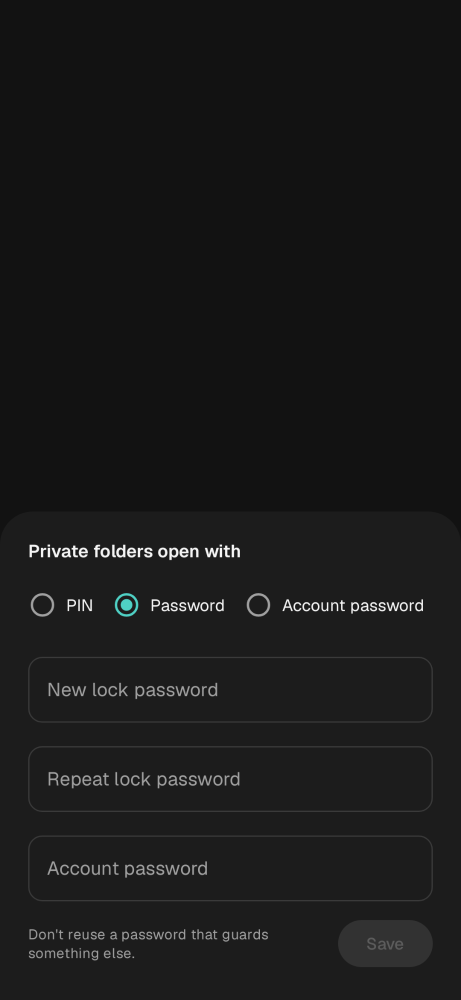 Private folders open with
PIN Password Account password
New lock password
Repeat lock password
Account password
Don't reuse a password that guards
something else.
Save